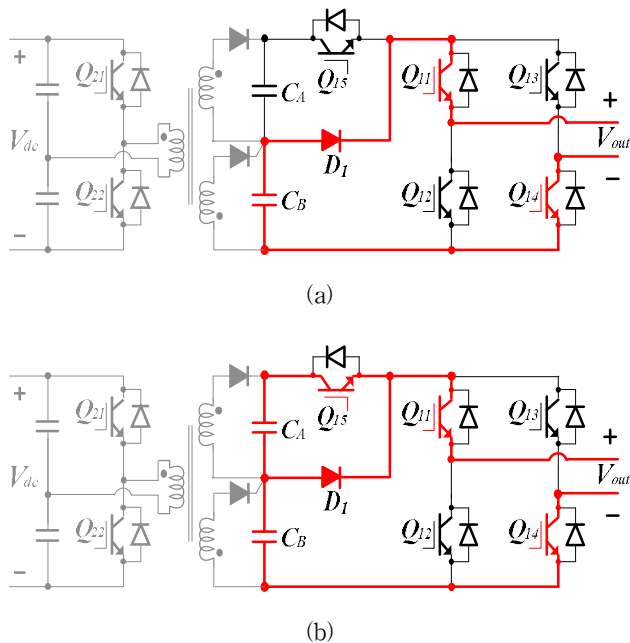 +
Q21
Q15
CA
Q11
Q13
+
Vdc
D1
Vout
Q22
CB
Q12
Q14
−
−
(a)
+
Q21
Q15
CA
Q11
Q13
+
Vdc
D1
Vout
Q22
CB
Q12
Q14
−
−
(b)